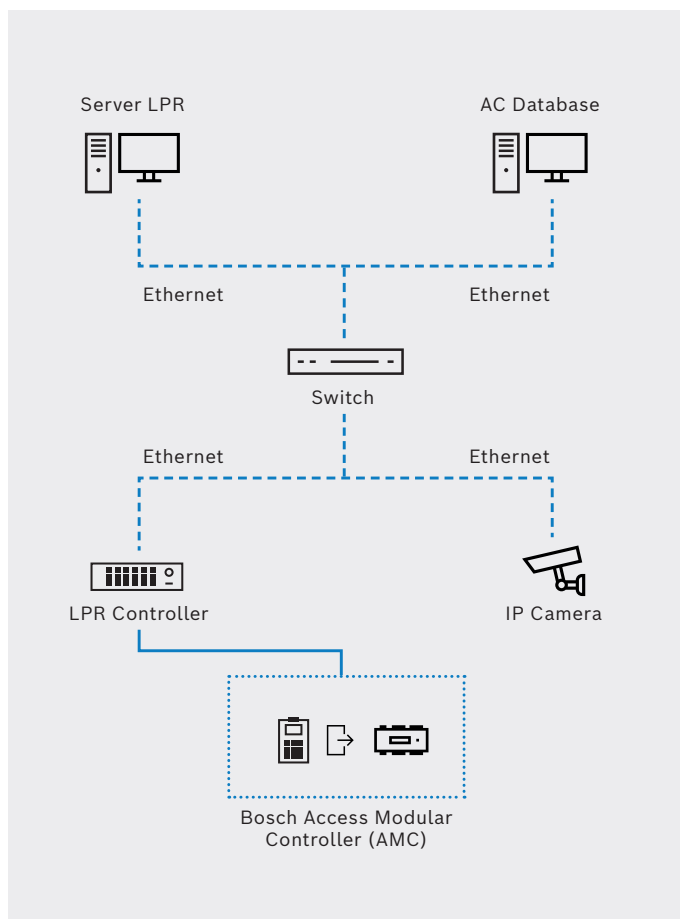 Server LPR
AC Database
Ethernet
Ethernet
Switch
Ethernet
Ethernet
LPR Controller
IP Camera
Bosch Access Modular
Controller (AMC)